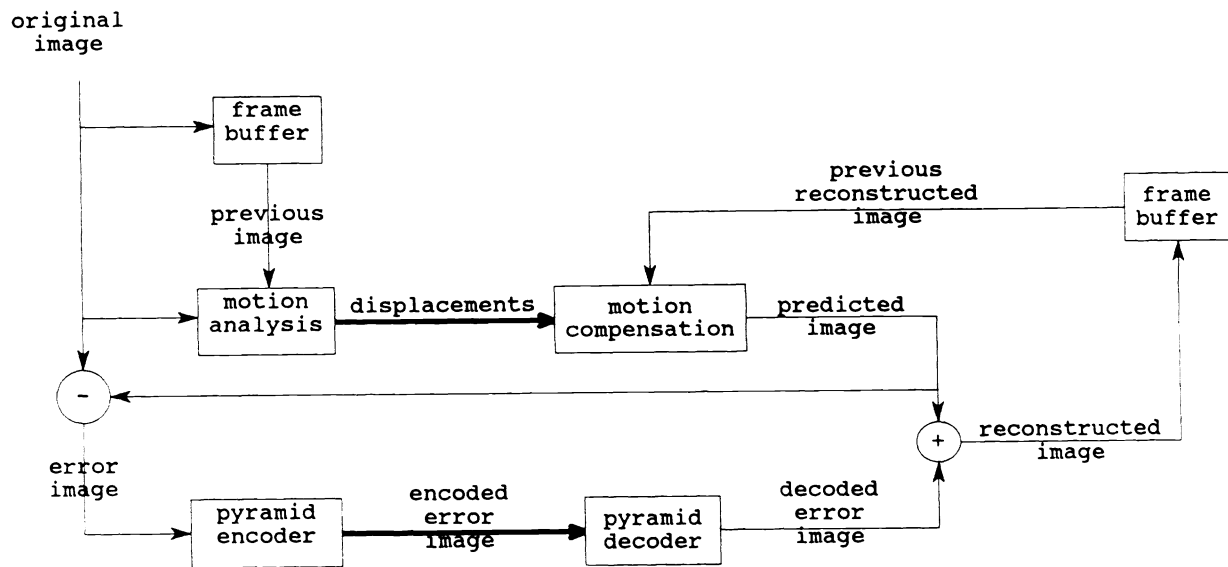 original
image
frame
buffer
previous
image
previous
reconstructed
image
frame
buffer
motion
analysis
displacements
motion
compensation
predicted
image
-
+
reconstructed
image
error
image
pyramid
encoder
encoded
error
image
pyramid
decoder
decoded
error
image